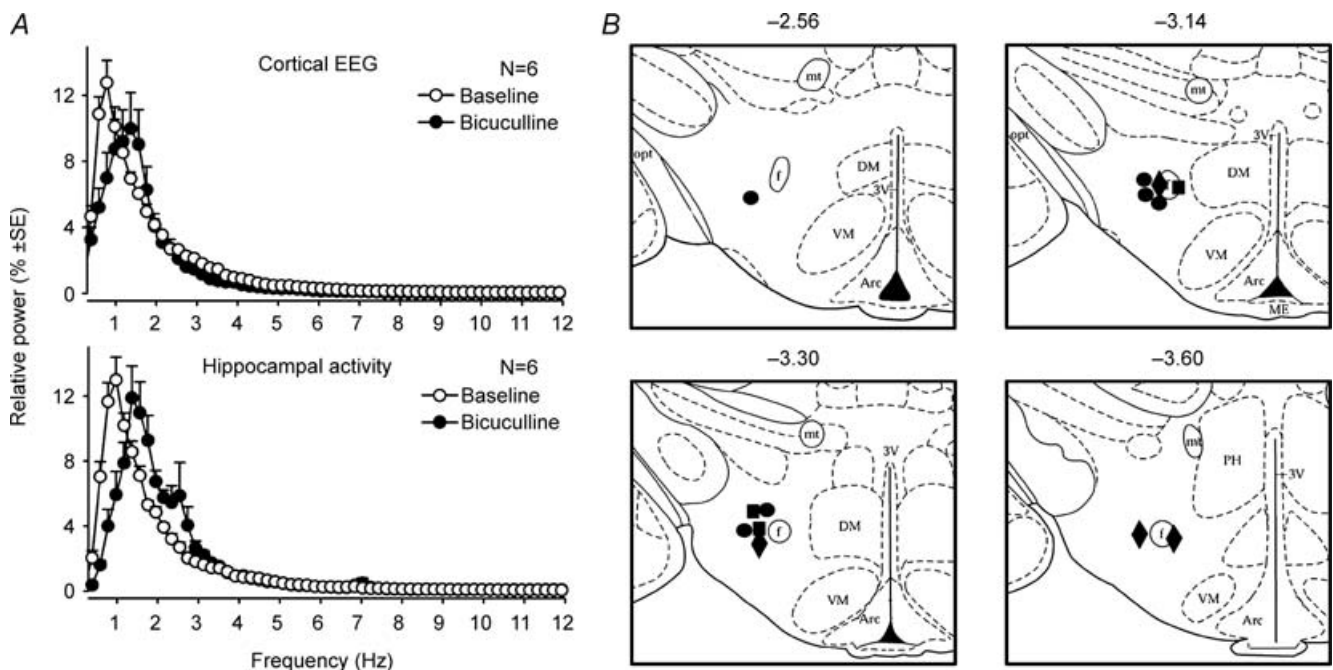 A
Cortical EEG
N=6
Baseline
Bicuculline
12
8
4
0
1 2 3 4 5 6 7 8 9 10 11 12
Relative power (% ±SE)
Hippocampal activity
N=6
Baseline
Bicuculline
12
8
4
0
1 2 3 4 5 6 7 8 9 10 11 12
Frequency (Hz)
B
–2.56
mt
opt
f
DM
3V
VM
Arc
–3.14
mt
3V
opt
f
DM
VM
Arc
ME
–3.30
mt
3V
f
DM
VM
Arc
–3.60
mt
PH
3V
f
VM
Arc